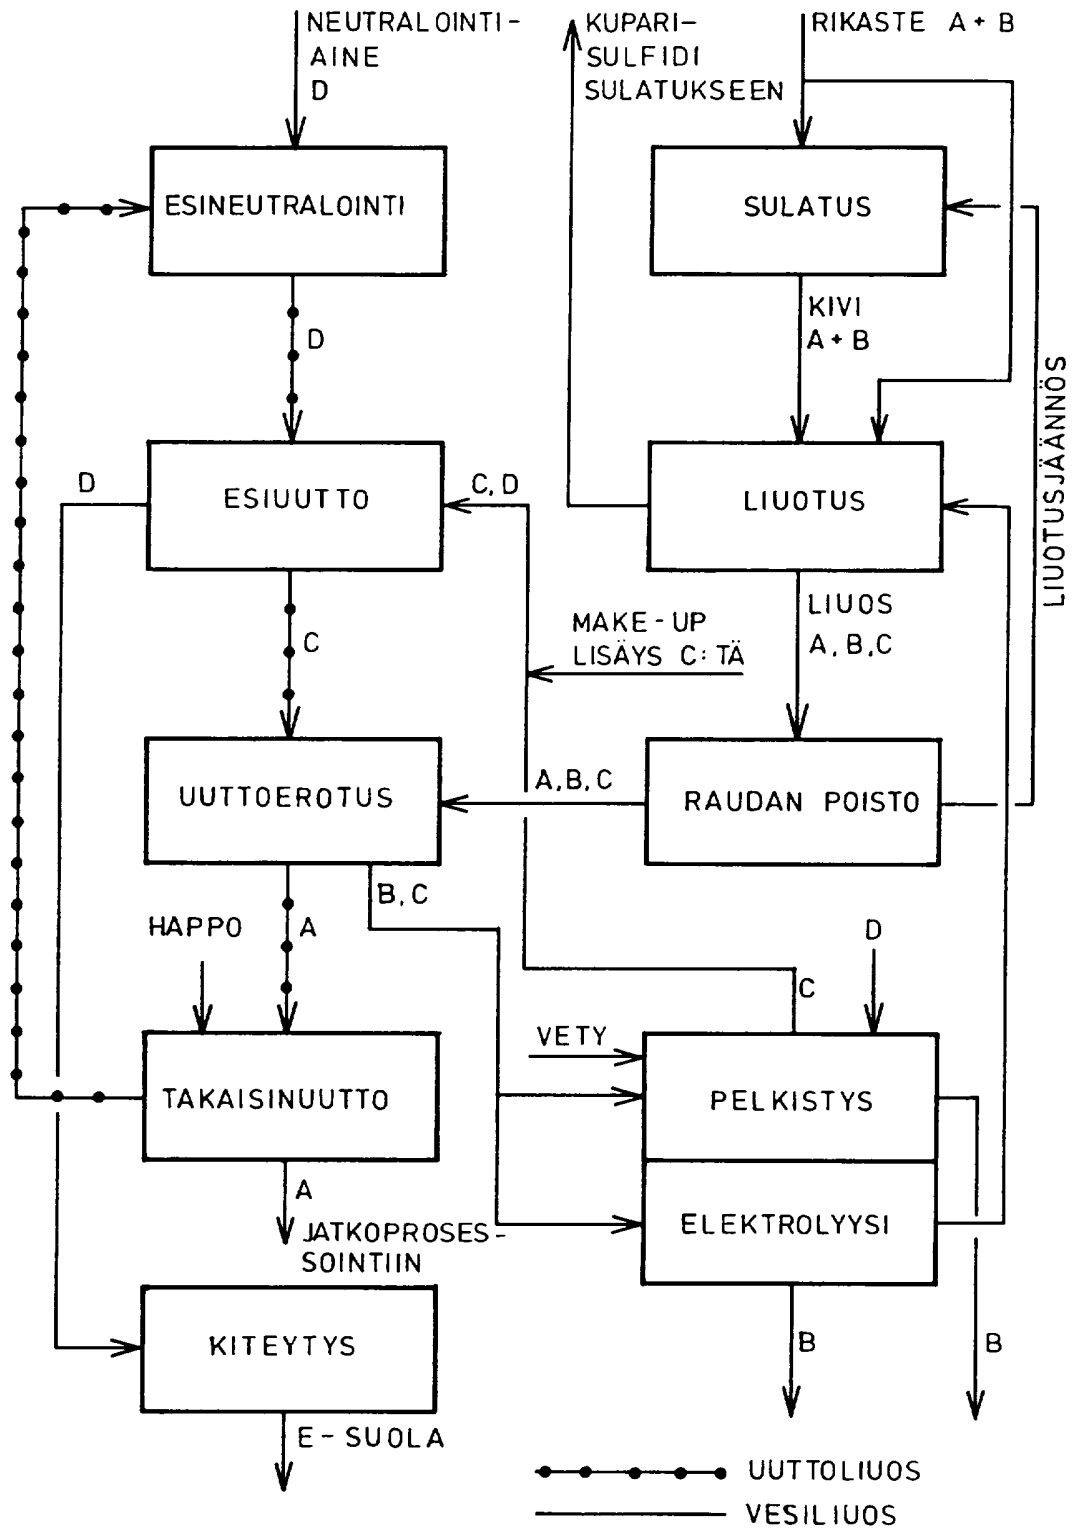 NEUTRALOINTI-
AINE
D
KUPARI-
SULFIDI
SULATUKSEEN
RIKASTE A + B
ESINEUTRALOINTI
SULATUS
D
KIVI
A + B
LIUOTUSJÄÄNNÖS
D
ESIUUTTO
C, D
LIUOTUS
C
MAKE - UP
LISÄYS C: TÄ
LIUOS
A, B, C
UUTTOEROTUS
A, B, C
RAUDAN POISTO
B, C
HAPPO
A
D
C
VETY
TAKAISINUUTTO
PELKISTYS
A
JATKOPROSES-
SOINTIIN
ELEKTROLYYSI
KITEYTYS
B
B
E - SUOLA
UUTTOLIUOS
VESILIUOS